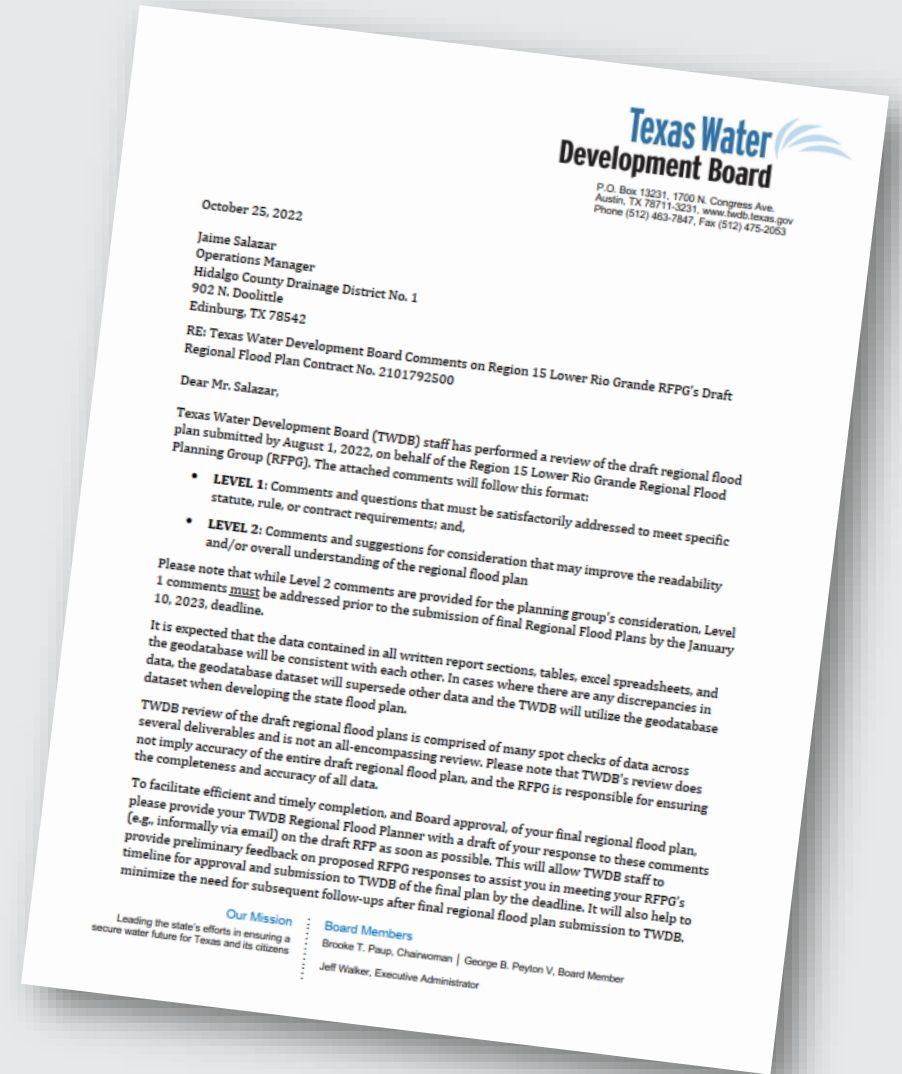 Texas Water
Development Board
P.O. Box 13231, 1700 N. Congress Ave.
Austin, TX 78711-3231, www.twdb.texas.gov
Phone (512) 463-7847, Fax (512) 475-2053
October 25, 2022
Jaime Salazar
Operations Manager
Hidalgo County Drainage District No. 1
902 N. Doolittle
Edinburg, TX 78542
RE: Texas Water Development Board Comments on Region 15 Lower Rio Grande RFPG's Draft
Regional Flood Plan Contract No. 2101792500
Dear Mr. Salazar,
Texas Water Development Board (TWDB) staff has performed a review of the draft regional flood
plan submitted by August 1, 2022, on behalf of the Region 15 Lower Rio Grande Regional Flood
Planning Group (RFPG). The attached comments will follow this format:
• LEVEL 1: Comments and questions that must be satisfactorily addressed to meet specific
statute, rule, or contract requirements; and,
• LEVEL 2: Comments and suggestions for consideration that may improve the readability
and/or overall understanding of the regional flood plan
Please note that while Level 2 comments are provided for the planning group's consideration, Level
1 comments must be addressed prior to the submission of final Regional Flood Plans by the January
10, 2023, deadline.
It is expected that the data contained in all written report sections, tables, excel spreadsheets, and
the geodatabase will be consistent with each other. In cases where there are any discrepancies in
data, the geodatabase dataset will supersede other data and the TWDB will utilize the geodatabase
dataset when developing the state flood plan.
TWDB review of the draft regional flood plans is comprised of many spot checks of data across
several deliverables and is not an all-encompassing review. Please note that TWDB's review does
not imply accuracy of the entire draft regional flood plan, and the RFPG is responsible for ensuring
the completeness and accuracy of all data.
To facilitate efficient and timely completion, and Board approval, of your final regional flood plan,
please provide your TWDB Regional Flood Planner with a draft of your response to these comments
(e.g., informally via email) on the draft RFP as soon as possible. This will allow TWDB staff to
provide preliminary feedback on proposed RFPG responses to assist you in meeting your RFPG's
timeline for approval and submission to TWDB of the final plan by the deadline. It will also help to
minimize the need for subsequent follow-ups after final regional flood plan submission to TWDB.
Our Mission
Leading the state's efforts in ensuring a
secure water future for Texas and its citizens
Board Members
Brooke T. Paup, Chairwoman | George B. Peyton V, Board Member
Jeff Walker, Executive Administrator